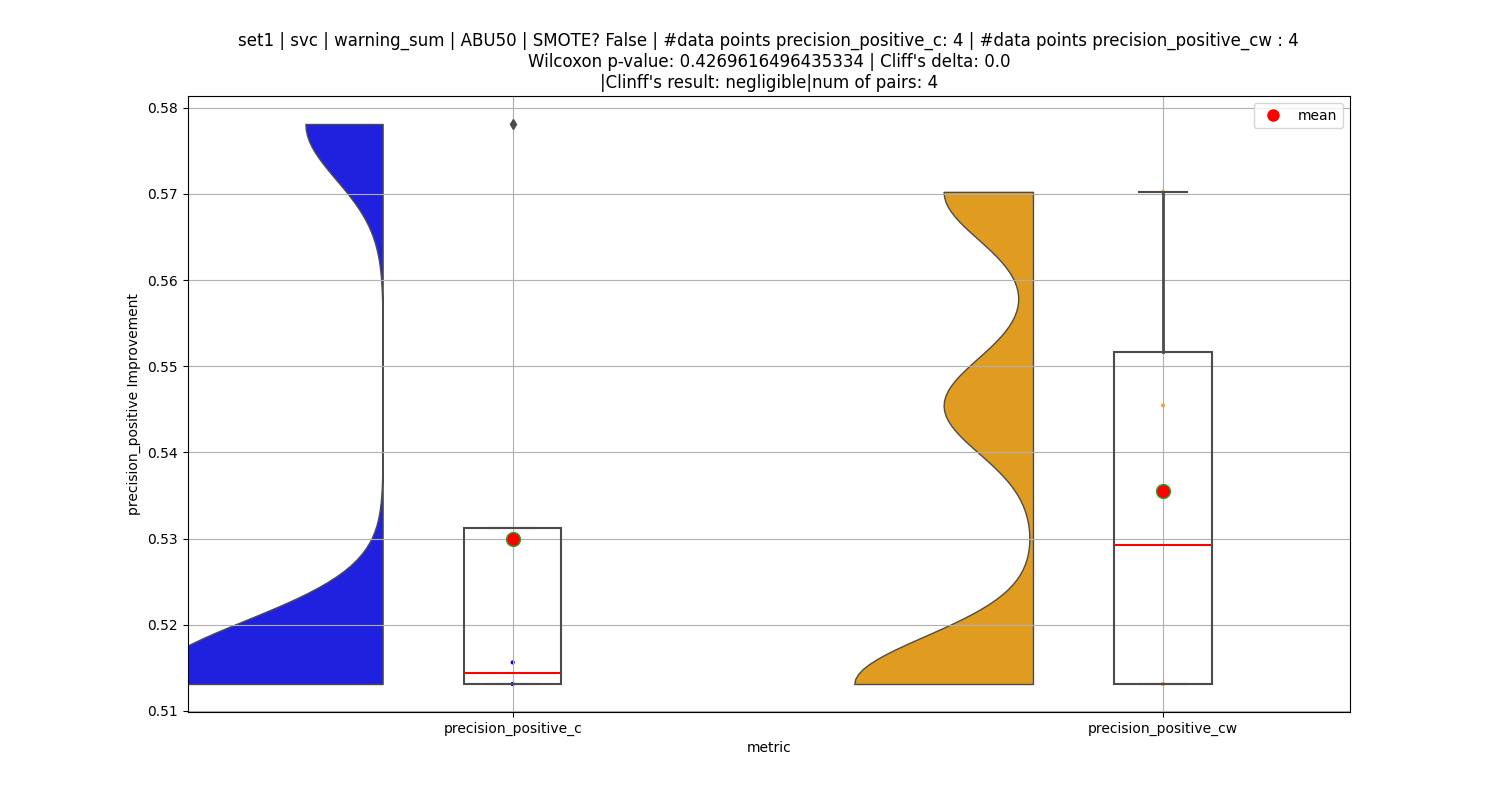 set1 | svc | warning_sum | ABU50 | SMOTE? False | #data points precision_positive_c: 4 | #data points precision_positive_cw : 4
Wilcoxon p-value: 0.4269616496435334 | Cliff's delta: 0.0
|Clinff's result: negligible|num of pairs: 4
mean
0.58
0.57
0.56
0.55
0.54
0.53
0.52
0.51
precision_positive Improvement
precision_positive_c
precision_positive_cw
metric